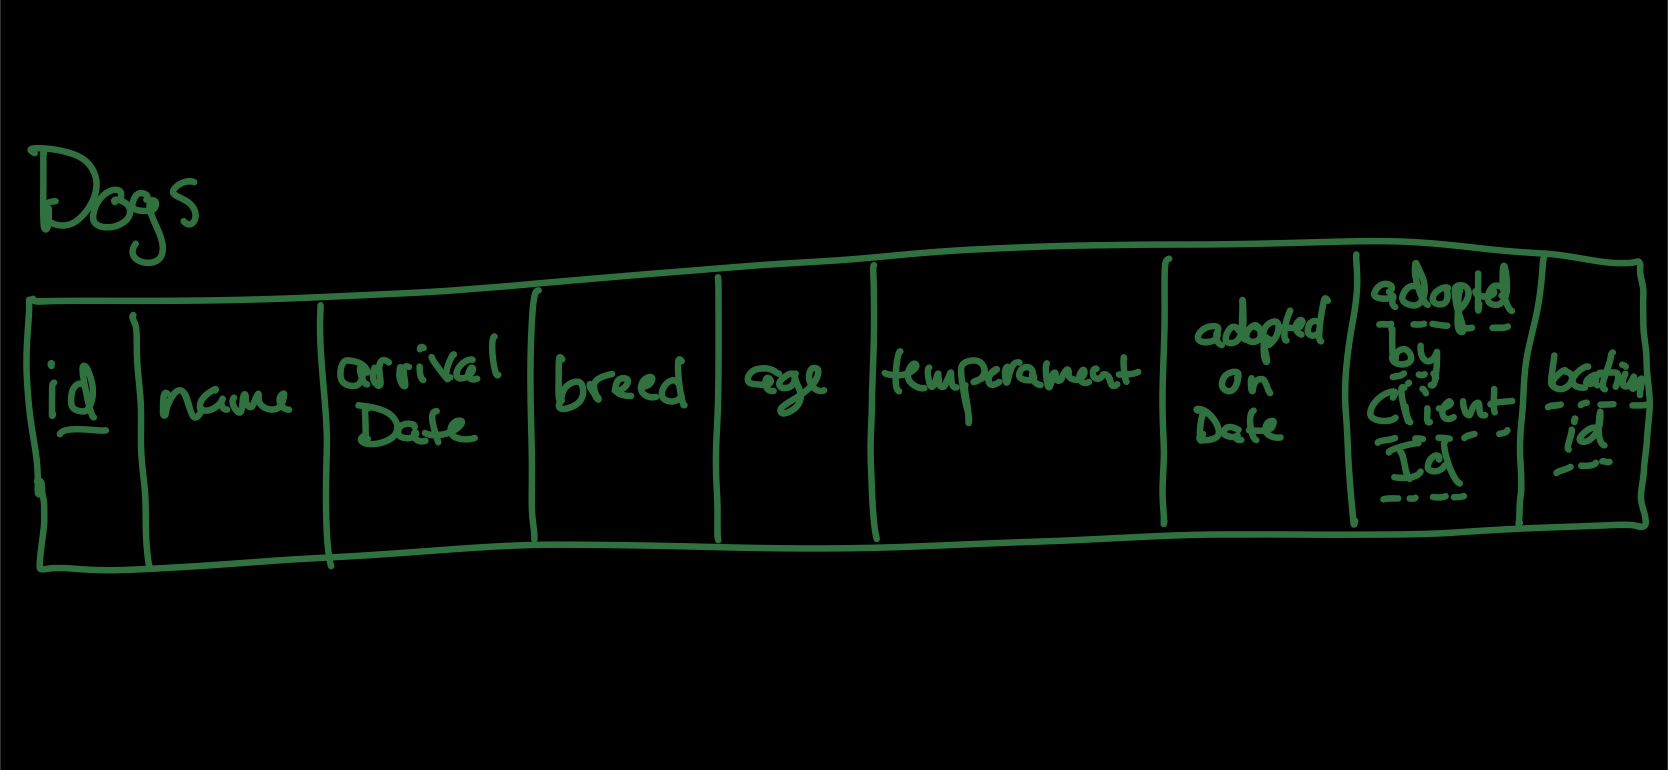 Dogs
id
name
arrival
Date
breed
age
temperament
adopted
on
Date
adopted
by
Client
Id
location
id